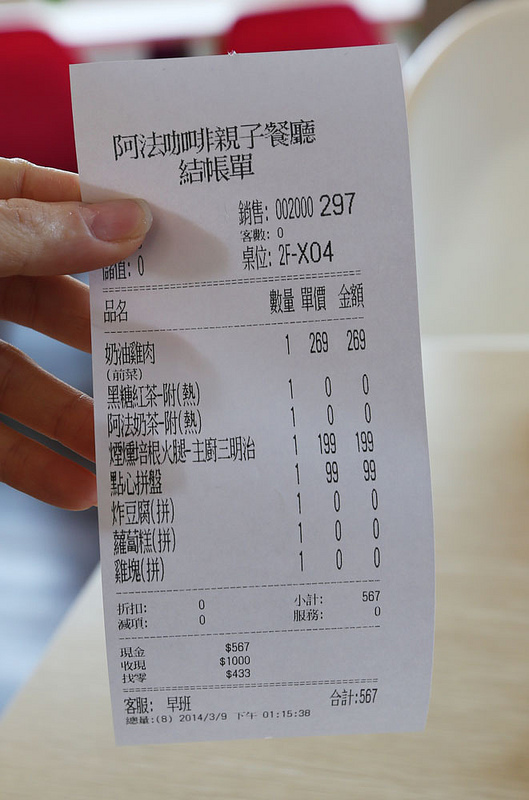 阿法咖啡親子餐廳
結帳單
銷售: 002000 297
客數: 0
儲值: 0 桌位: 2F-X04
品名 數量 單價 金額
奶油雞肉 1 269 269
(前菜)
黑糖紅茶-附(熱) 1 0 0
阿法奶茶-附(熱) 1 0 0
煙燻培根火腿-主廚三明治 1 199 199
點心拼盤 1 99 99
炸豆腐(拼) 1 0 0
蘿蔔糕(拼) 1 0 0
雞塊(拼) 1 0 0
折扣: 0 小計: 567
減項: 0 服務: 0
現金 $567
收現 $1000
找零 $433
客服: 早班 合計:567
總量:(8) 2014/3/9 下午 01:15:38